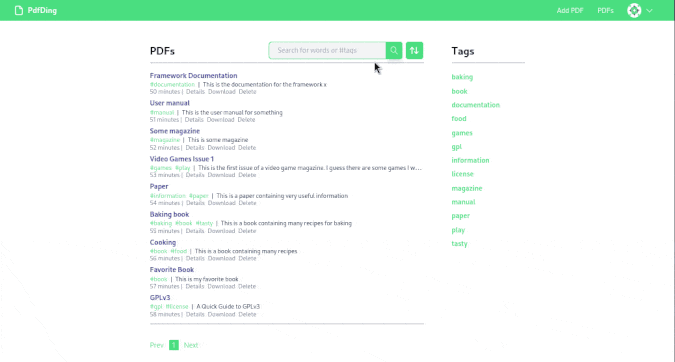 PdfDing
Add PDF PDFs
PDFs
Search for words or #tags
Tags
Framework Documentation
#documentation | This is the documentation for the framework x
50 minutes | Details Download Delete
User manual
#manual | This is the user manual for something
51 minutes | Details Download Delete
Some magazine
#magazine | This is some magazine
52 minutes | Details Download Delete
Video Games Issue 1
#games #play | This is the first issue of a video game magazine. I guess there are some games I w...
53 minutes | Details Download Delete
Paper
#information #paper | This is a paper containing very useful information
54 minutes | Details Download Delete
Baking book
#baking #book #tasty | This is a book containing many recipes for baking
55 minutes | Details Download Delete
Cooking
#book #food | This is a book containing many recipes
56 minutes | Details Download Delete
Favorite Book
#book | This is my favorite book
57 minutes | Details Download Delete
GPLv3
#gpl #license | A Quick Guide to GPLv3
58 minutes | Details Download Delete
Prev 1 Next
baking
book
documentation
food
games
gpl
information
license
magazine
manual
paper
play
tasty